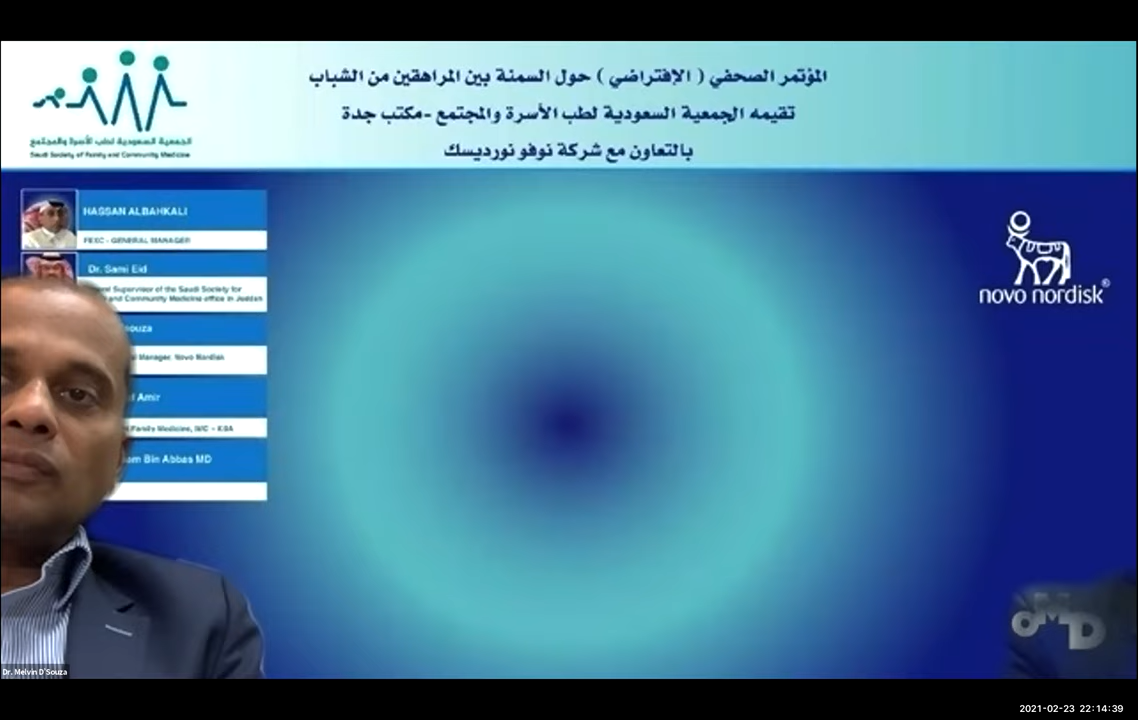 المؤتمر الصحفي ( الإفتراضي ) حول السمنة بين المراهقين من الشباب
تقيمه الجمعية السعودية لطب الأسرة والمجتمع -مكتب جدة
بالتعاون مع شركة نوفو نورديسك
الجمعية السعودية لطب الأسرة والمجتمع
Saudi Society of Family and Community Medicine
HASSAN ALBAHKALI
GENERAL MANAGER
Dr. Sami Eid
Supervisor of the Saudi Society for
and Community Medicine office in Jeddah
ouza
Manager, Novo Nordisk
Amir
Family Medicine, IMC - KSA
am Bin Abbas MD
novo nordisk®
OMD
Dr. Melvin D'Souza
2021-02-23 22:14:39